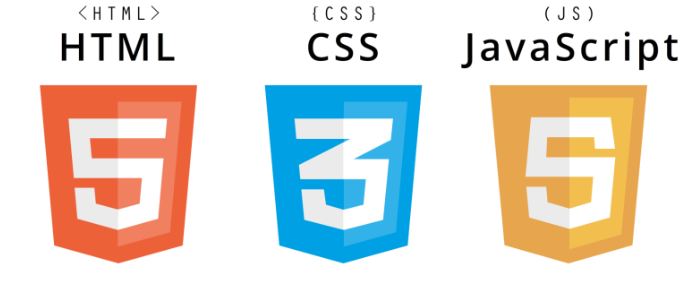 <HTML> {CSS} (JS)
HTML CSS JavaScript
5 3 5